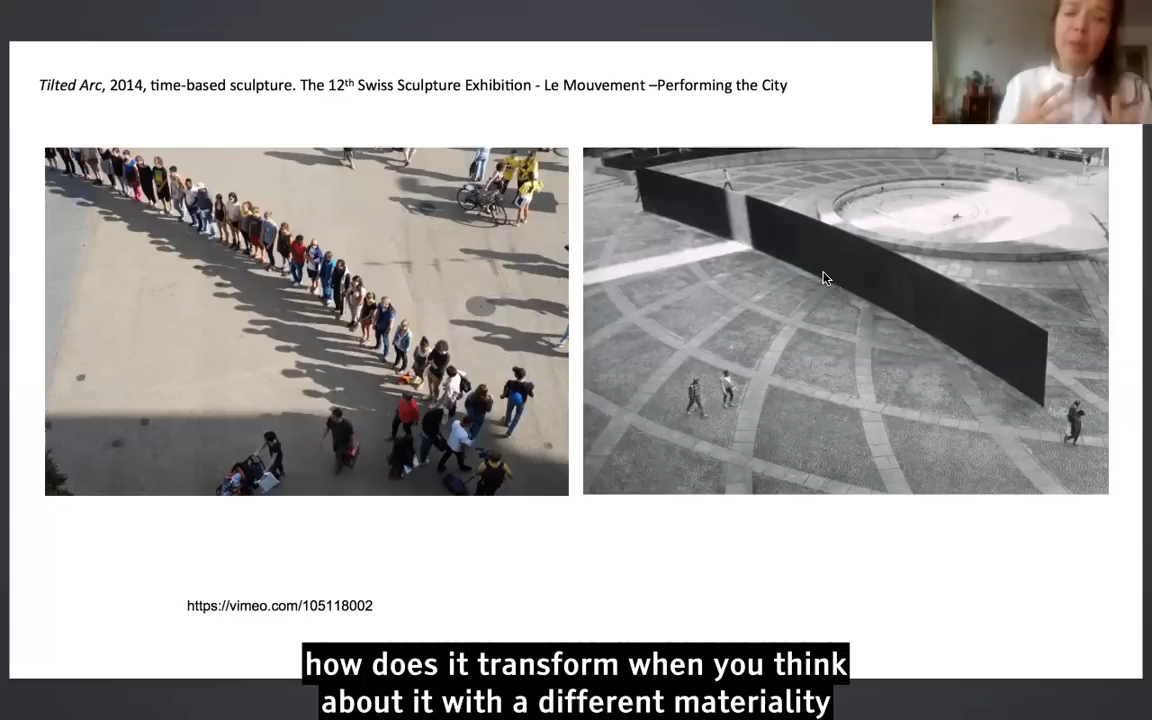 Tilted Arc, 2014, time-based sculpture. The 12th Swiss Sculpture Exhibition - Le Mouvement –Performing the City
https://vimeo.com/105118002
how does it transform when you think
about it with a different materiality